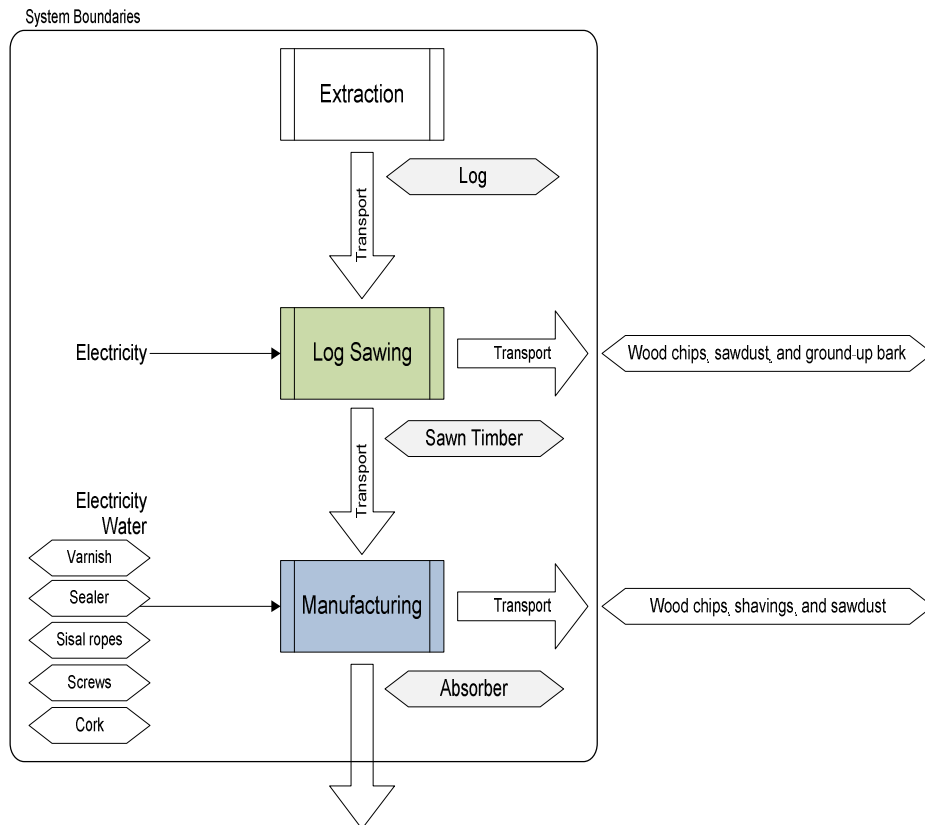 System Boundaries
Extraction
Log
Transport
Electricity
Log Sawing
Transport
Wood chips, sawdust, and ground-up bark
Sawn Timber
Transport
Electricity
Water
Varnish
Sealer
Sisal ropes
Screws
Cork
Manufacturing
Transport
Wood chips, shavings, and sawdust
Absorber